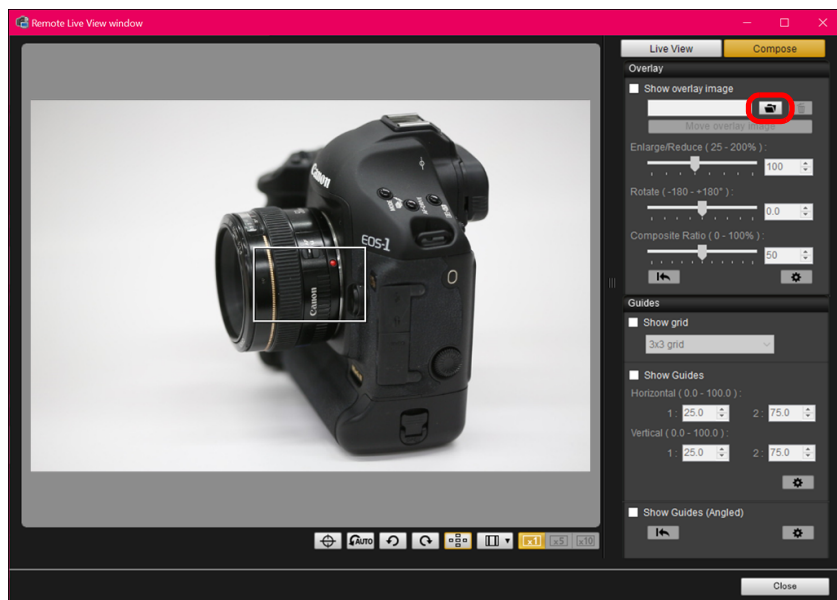 Remote Live View window
Live View
Compose
Overlay
Show overlay image
Move overlay image
Enlarge/Reduce ( 25 - 200% ) :
100
Rotate ( -180 - +180° ) :
0.0
Composite Ratio ( 0 - 100% ) :
50
Guides
Show grid
3x3 grid
Show Guides
Horizontal ( 0.0 - 100.0 ) :
1 : 25.0 2 : 75.0
Vertical ( 0.0 - 100.0 ) :
1 : 25.0 2 : 75.0
Show Guides (Angled)
Canon
EOS-1
Canon
AUTO
x1 x5 x10
Close